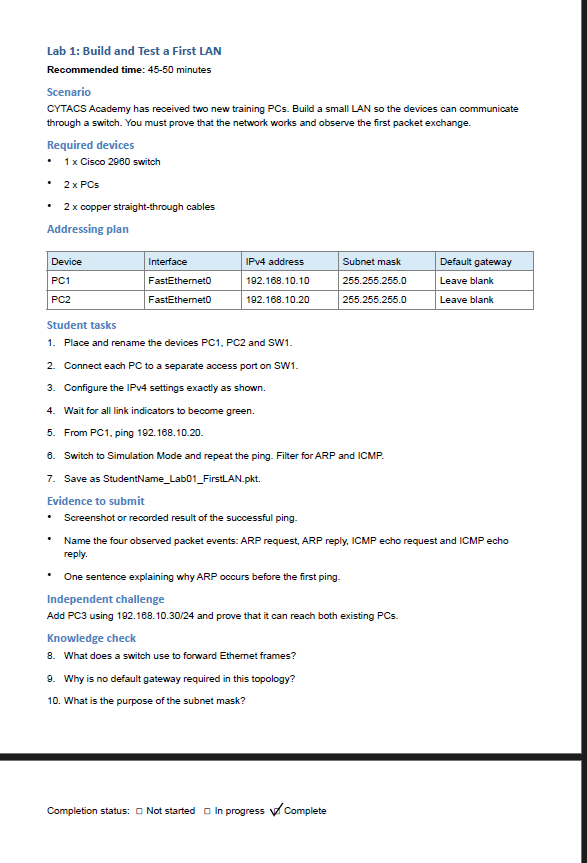 Lab 1: Build and Test a First LAN
Recommended time: 45-50 minutes
Scenario
CYTACS Academy has received two new training PCs. Build a small LAN so the devices can communicate
through a switch. You must prove that the network works and observe the first packet exchange.
Required devices
• 1 x Cisco 2960 switch
• 2 x PCs
• 2 x copper straight-through cables
Addressing plan
Device Interface IPv4 address Subnet mask Default gateway
PC1 FastEthernet0 192.168.10.10 255.255.255.0 Leave blank
PC2 FastEthernet0 192.168.10.20 255.255.255.0 Leave blank
Student tasks
1. Place and rename the devices PC1, PC2 and SW1.
2. Connect each PC to a separate access port on SW1.
3. Configure the IPv4 settings exactly as shown.
4. Wait for all link indicators to become green.
5. From PC1, ping 192.168.10.20.
6. Switch to Simulation Mode and repeat the ping. Filter for ARP and ICMP.
7. Save as StudentName_Lab01_FirstLAN.pkt.
Evidence to submit
• Screenshot or recorded result of the successful ping.
• Name the four observed packet events: ARP request, ARP reply, ICMP echo request and ICMP echo
reply.
• One sentence explaining why ARP occurs before the first ping.
Independent challenge
Add PC3 using 192.168.10.30/24 and prove that it can reach both existing PCs.
Knowledge check
8. What does a switch use to forward Ethernet frames?
9. Why is no default gateway required in this topology?
10. What is the purpose of the subnet mask?
Completion status: ☐ Not started ☐ In progress ☑ Complete